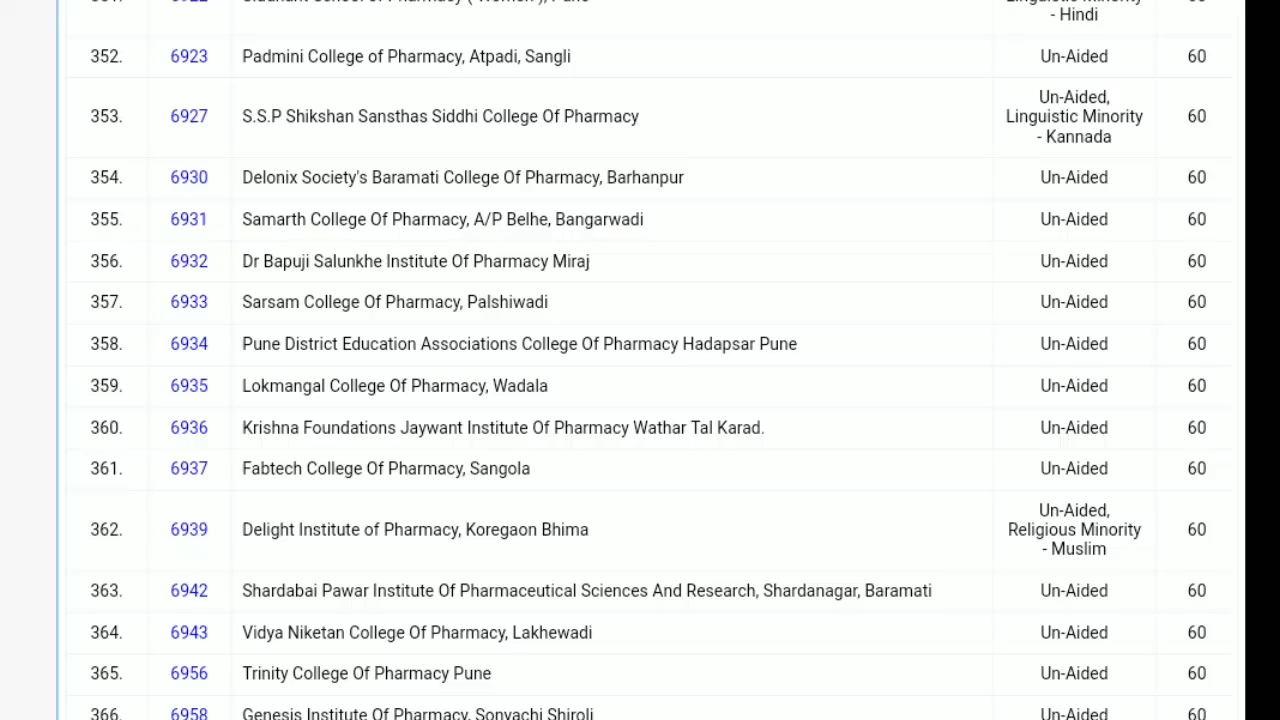 - Hindi
352. 6923 Padmini College of Pharmacy, Atpadi, Sangli Un-Aided 60
Un-Aided,
353. 6927 S.S.P Shikshan Sansthas Siddhi College Of Pharmacy Linguistic Minority 60
- Kannada
354. 6930 Delonix Society's Baramati College Of Pharmacy, Barhanpur Un-Aided 60
355. 6931 Samarth College Of Pharmacy, A/P Belhe, Bangarwadi Un-Aided 60
356. 6932 Dr Bapuji Salunkhe Institute Of Pharmacy Miraj Un-Aided 60
357. 6933 Sarsam College Of Pharmacy, Palshiwadi Un-Aided 60
358. 6934 Pune District Education Associations College Of Pharmacy Hadapsar Pune Un-Aided 60
359. 6935 Lokmangal College Of Pharmacy, Wadala Un-Aided 60
360. 6936 Krishna Foundations Jaywant Institute Of Pharmacy Wathar Tal Karad. Un-Aided 60
361. 6937 Fabtech College Of Pharmacy, Sangola Un-Aided 60
Un-Aided,
362. 6939 Delight Institute of Pharmacy, Koregaon Bhima Religious Minority 60
- Muslim
363. 6942 Shardabai Pawar Institute Of Pharmaceutical Sciences And Research, Shardanagar, Baramati Un-Aided 60
364. 6943 Vidya Niketan College Of Pharmacy, Lakhewadi Un-Aided 60
365. 6956 Trinity College Of Pharmacy Pune Un-Aided 60
366. 6958 Genesis Institute Of Pharmacy, Sonyachi Shiroli Un-Aided 60